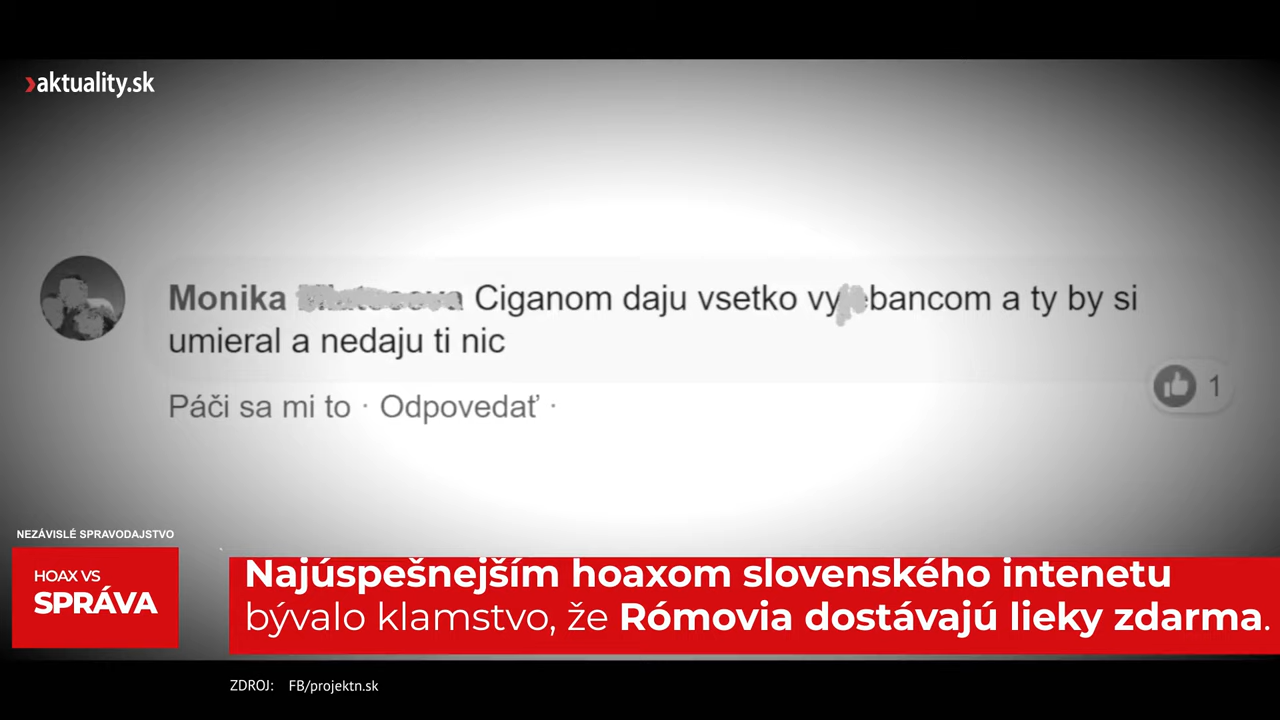 aktuality.sk
Monika Ciganom daju vsetko vy ebancom a ty by si
umieral a nedaju ti nic
Páči sa mi to · Odpovedať ·
1
NEZÁVISLÉ SPRAVODAJSTVO
HOAX VS
SPRÁVA
Najúspešnejším hoaxom slovenského intenetu
bývalo klamstvo, že Rómovia dostávajú lieky zdarma.
ZDROJ: FB/projektn.sk